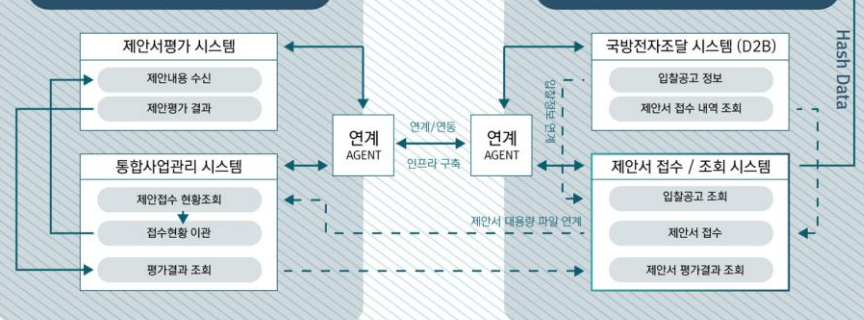 제안서평가 시스템
제안내용 수신
제안평가 결과
통합사업관리 시스템
제안접수 현황조회
접수현황 이관
평가결과 조회
연계
AGENT
연계/연동
인프라 구축
연계
AGENT
입찰정보 연계
제안서 대용량 파일 연계
국방전자조달 시스템 (D2B)
입찰공고 정보
제안서 접수 내역 조회
제안서 접수 / 조회 시스템
입찰공고 조회
제안서 접수
제안서 평가결과 조회
Hash Data